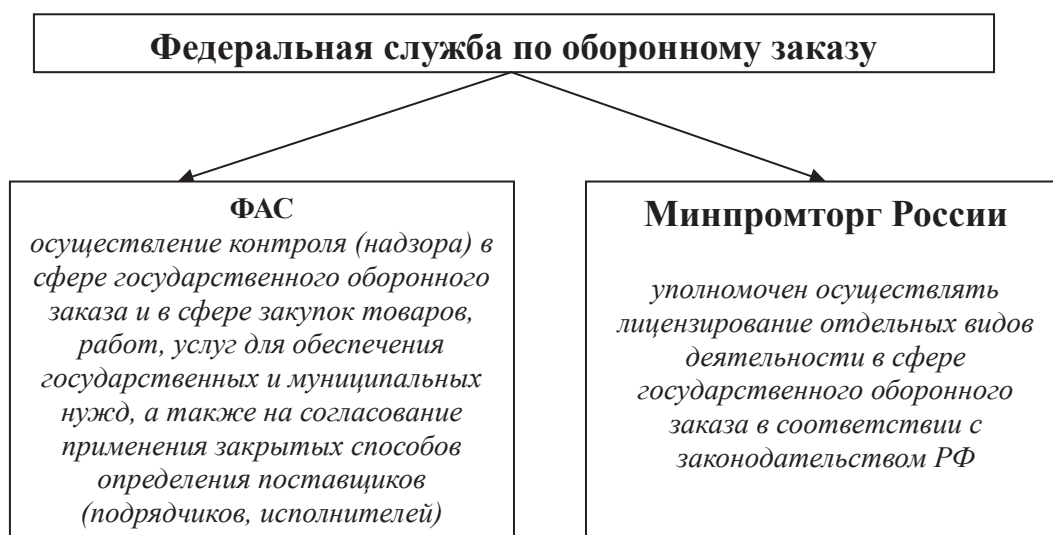 Федеральная служба по оборонному заказу
ФАС
осуществление контроля (надзора) в
сфере государственного оборонного
заказа и в сфере закупок товаров,
работ, услуг для обеспечения
государственных и муниципальных
нужд, а также на согласование
применения закрытых способов
определения поставщиков
(подрядчиков, исполнителей)
Минпромторг России
уполномочен осуществлять
лицензирование отдельных видов
деятельности в сфере
государственного оборонного
заказа в соответствии с
законодательством РФ